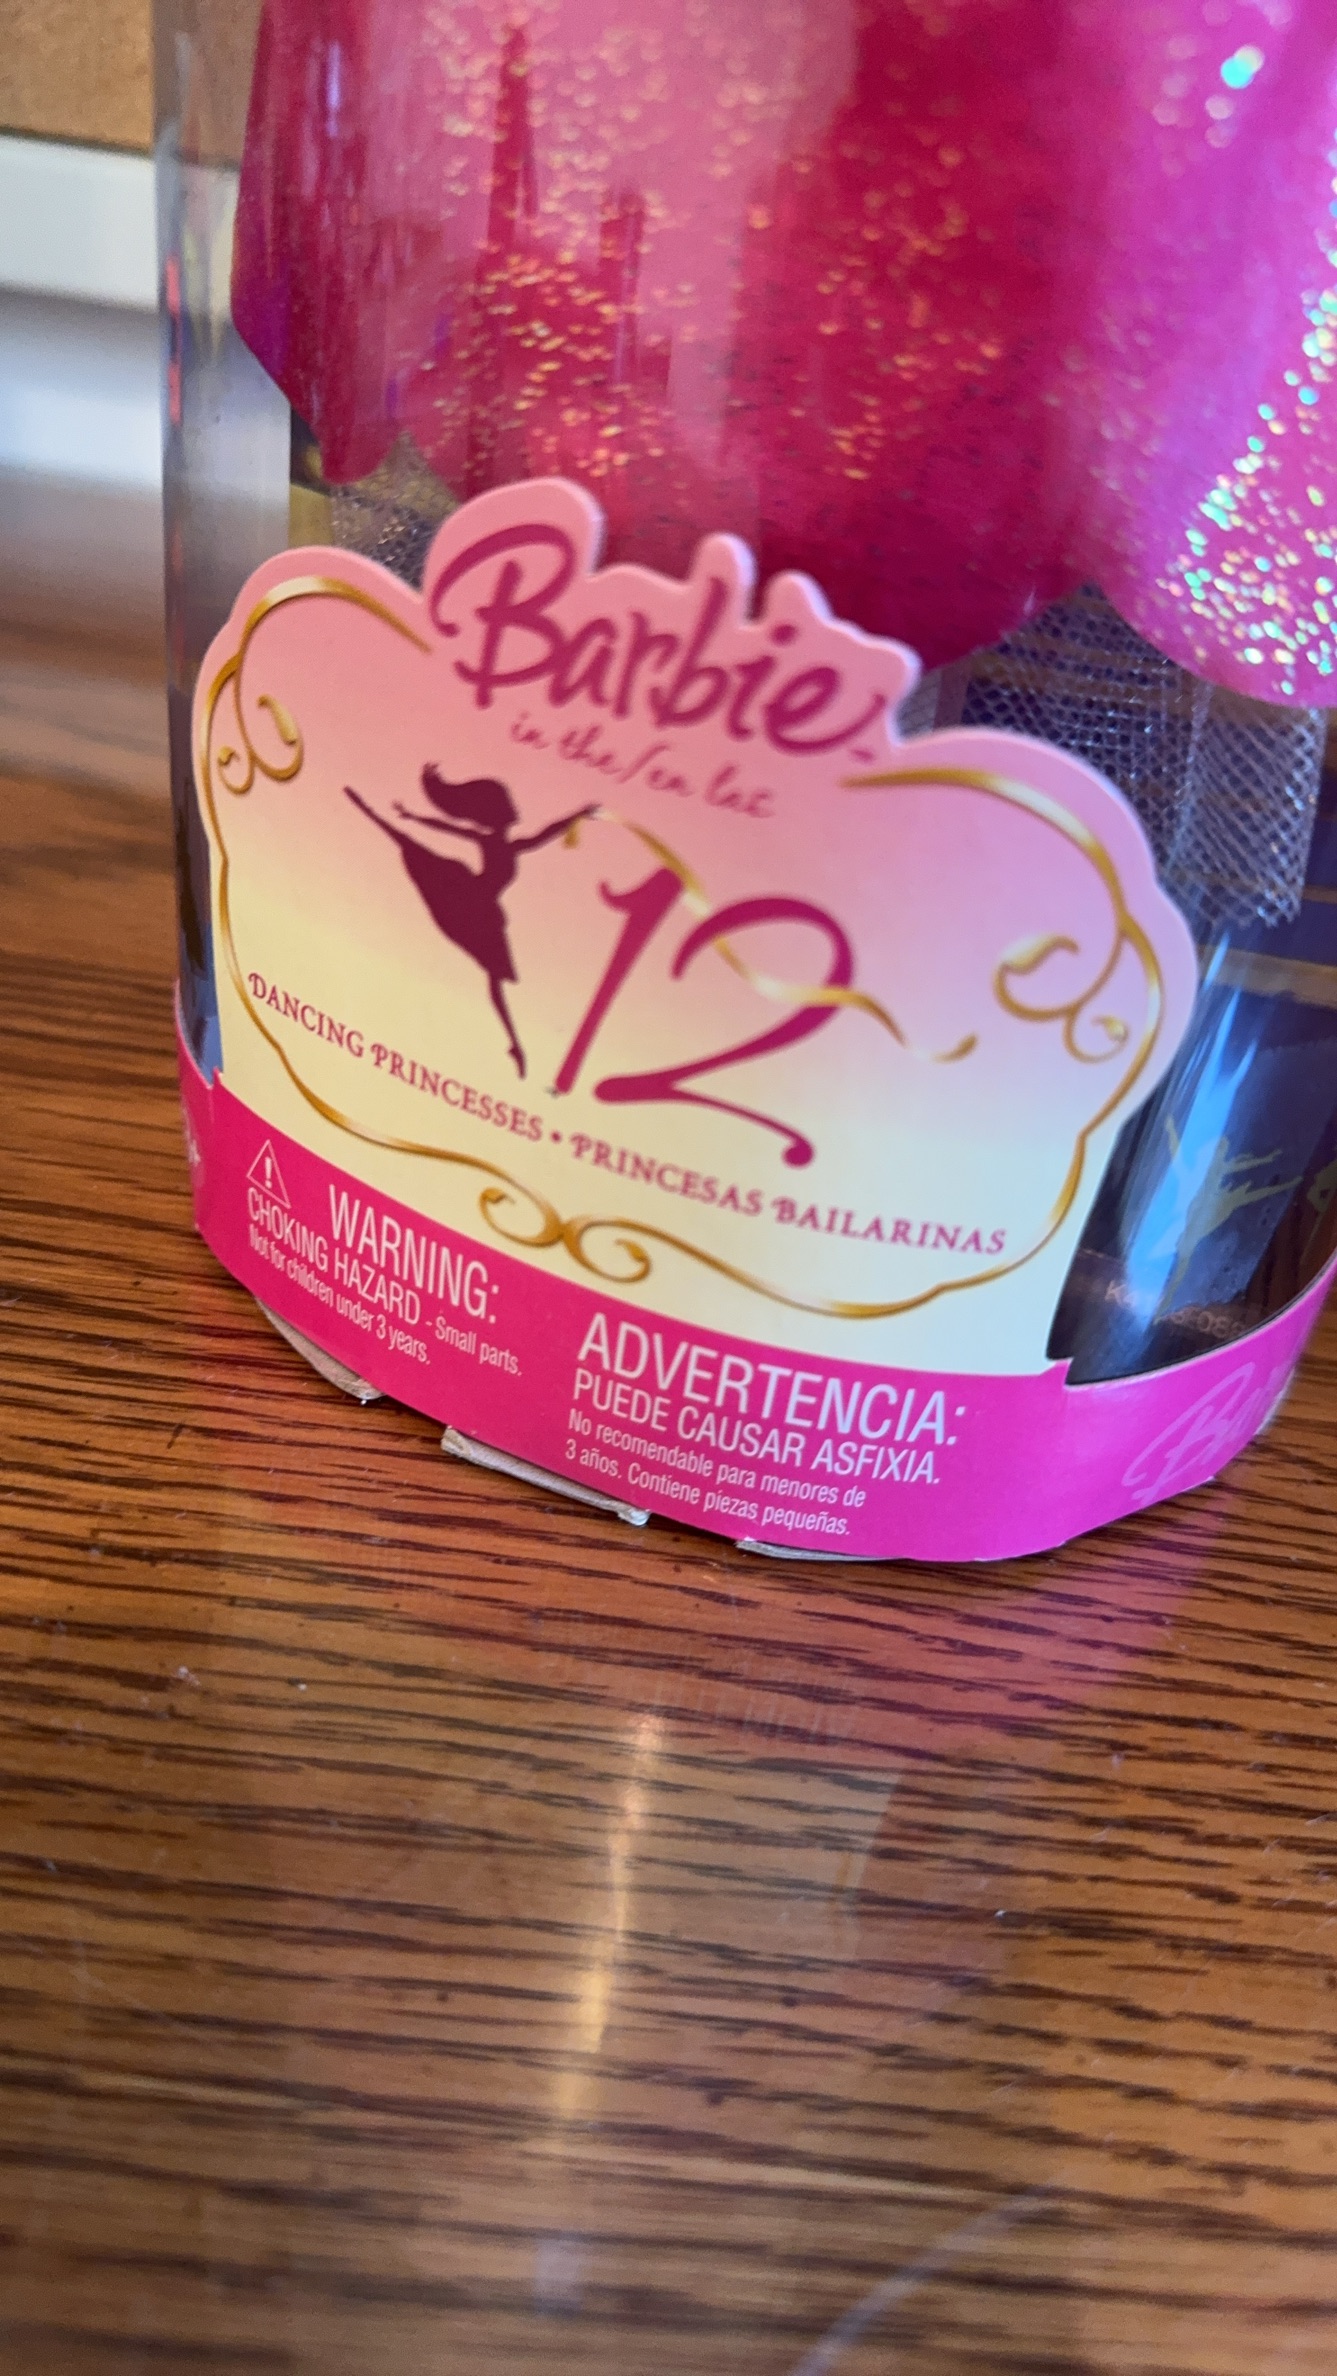 Barbie
in the/en las
12
DANCING PRINCESSES • PRINCESAS BAILARINAS
WARNING:
CHOKING HAZARD - Small parts.
Not for children under 3 years.
ADVERTENCIA:
PUEDE CAUSAR ASFIXIA.
No recomendable para menores de
3 años. Contiene piezas pequeñas.